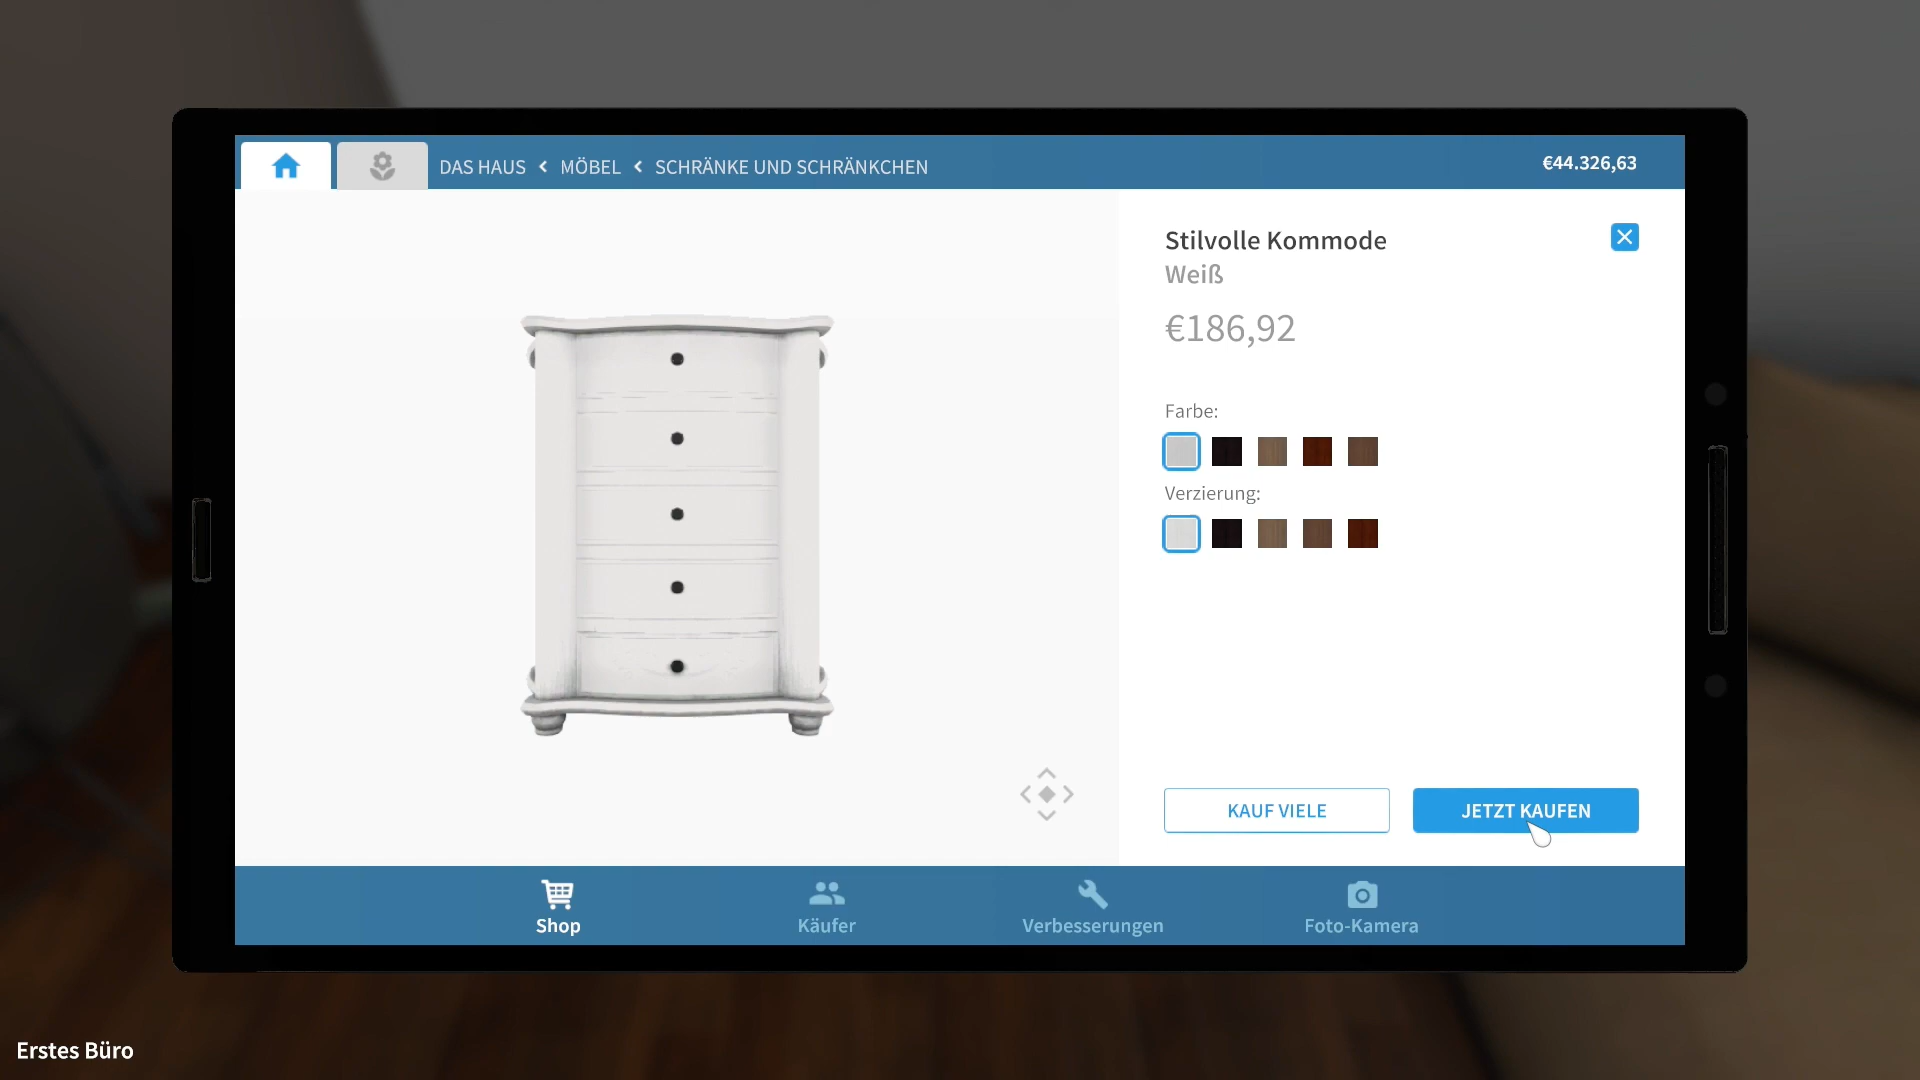 DAS HAUS < MÖBEL < SCHRÄNKE UND SCHRÄNKCHEN
€44.326,63
Stilvolle Kommode
Weiß
€186,92
Farbe:
Verzierung:
KAUF VIELE
JETZT KAUFEN
Shop
Käufer
Verbesserungen
Foto-Kamera
Erstes Büro